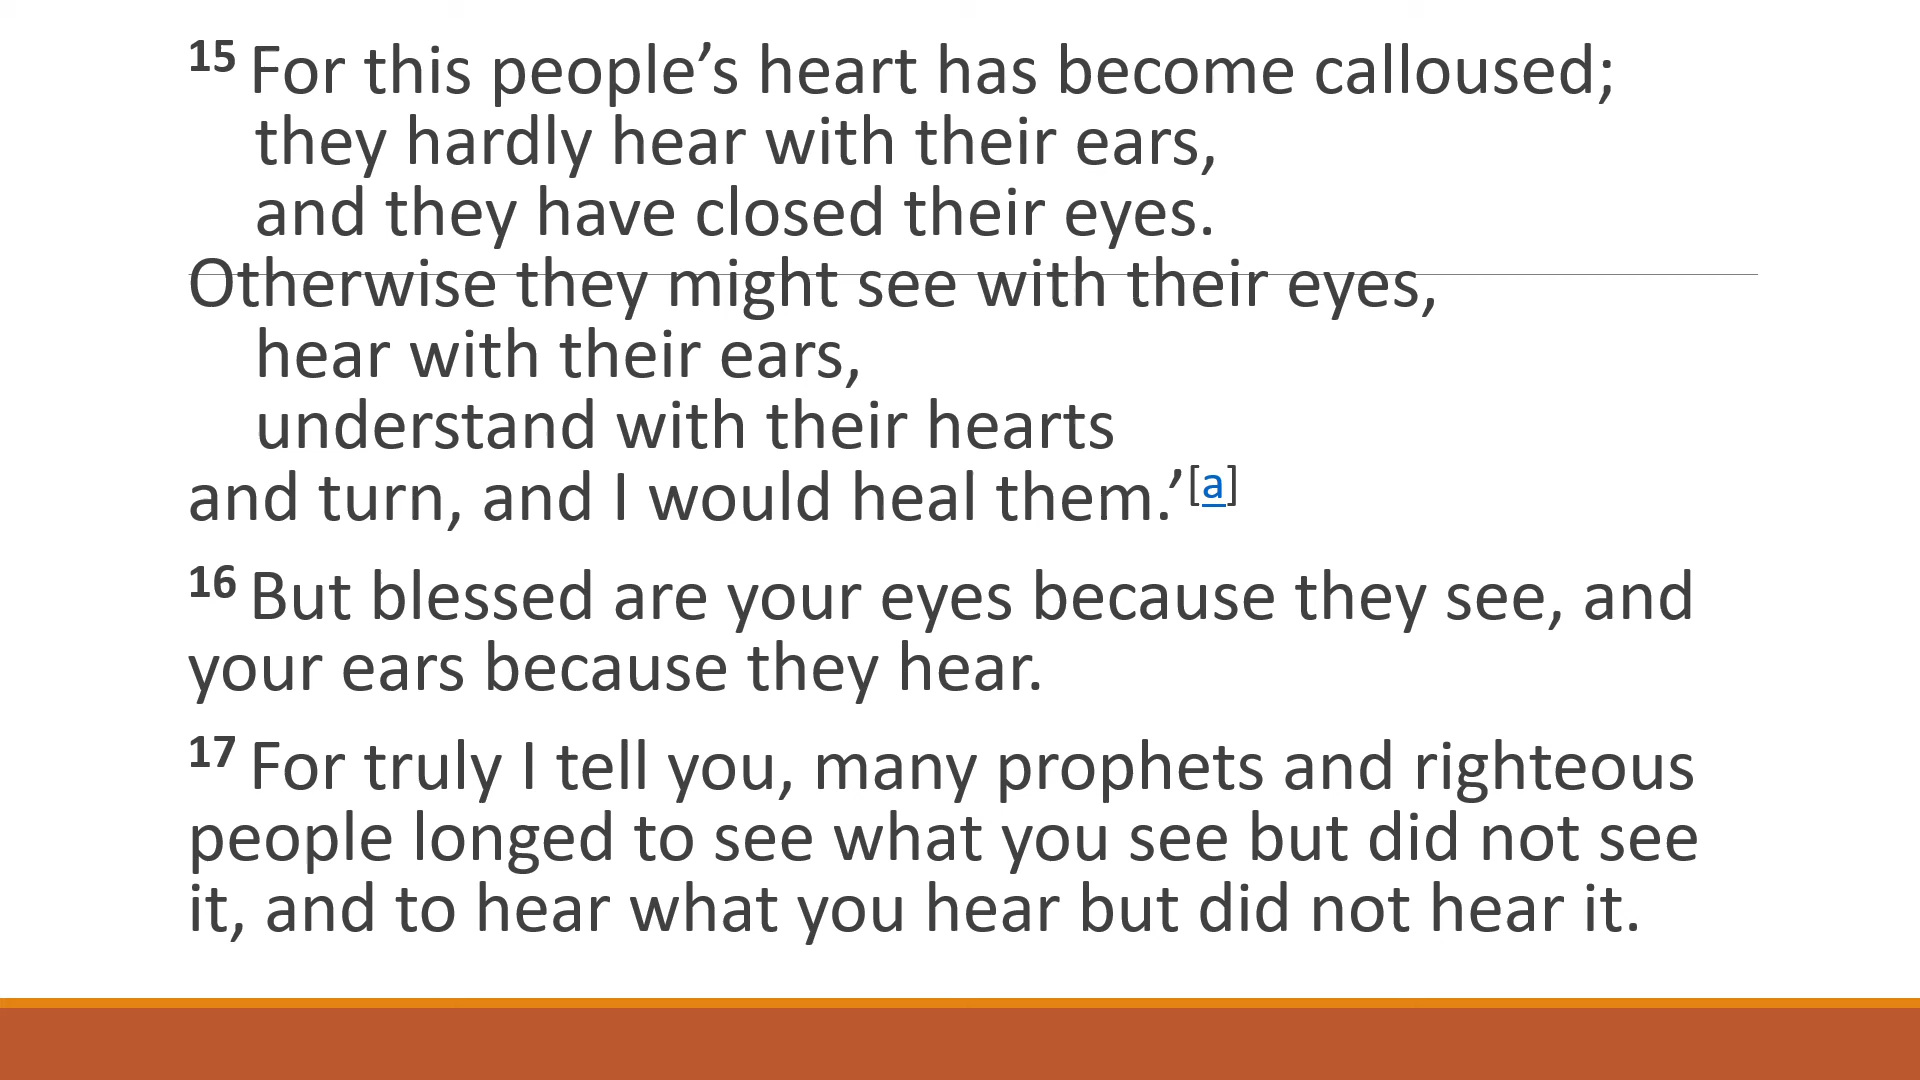 15 For this people’s heart has become calloused;
they hardly hear with their ears,
and they have closed their eyes.
Otherwise they might see with their eyes,
hear with their ears,
understand with their hearts
and turn, and I would heal them.’[a]
16 But blessed are your eyes because they see, and
your ears because they hear.
17 For truly I tell you, many prophets and righteous
people longed to see what you see but did not see
it, and to hear what you hear but did not hear it.